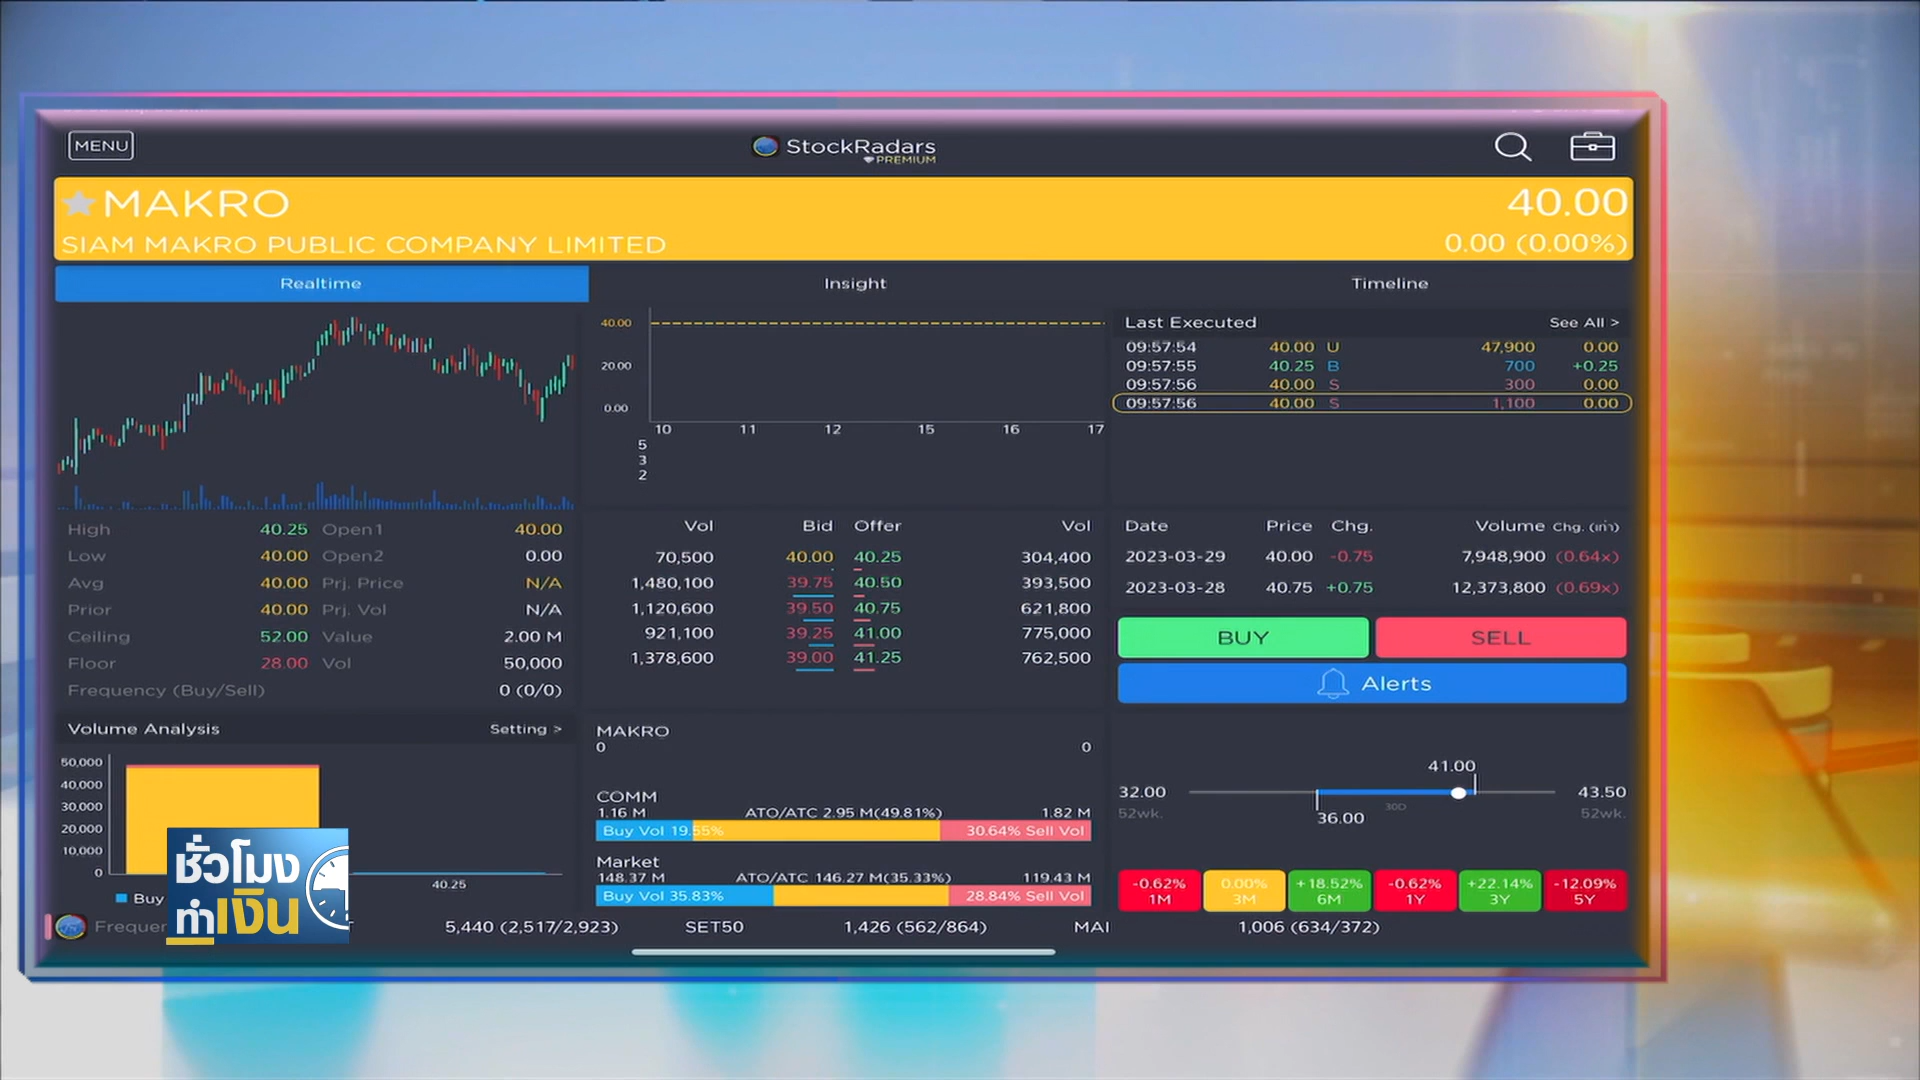 MENU
StockRadars
PREMIUM
MAKRO
40.00
SIAM MAKRO PUBLIC COMPANY LIMITED
0.00 (0.00%)
Realtime
Insight
Timeline
40.00
20.00
0.00
10 11 12 15 16 17
5
3
2
Last Executed See All >
09:57:54 40.00 U 47,900 0.00
09:57:55 40.25 B 700 +0.25
09:57:56 40.00 S 300 0.00
09:57:56 40.00 S 1,100 0.00
High 40.25 Open1 40.00
Low 40.00 Open2 0.00
Avg 40.00 Prj. Price N/A
Prior 40.00 Prj. Vol N/A
Ceiling 52.00 Value 2.00 M
Floor 28.00 Vol 50,000
Frequency (Buy/Sell) 0 (0/0)
Vol Bid Offer Vol
70,500 40.00 40.25 304,400
1,480,100 39.75 40.50 393,500
1,120,600 39.50 40.75 621,800
921,100 39.25 41.00 775,000
1,378,600 39.00 41.25 762,500
Date Price Chg. Volume Chg. (เท่า)
2023-03-29 40.00 -0.75 7,948,900 (0.64x)
2023-03-28 40.75 +0.75 12,373,800 (0.69x)
BUY
SELL
Alerts
Volume Analysis Setting >
50,000
40,000
30,000
20,000
10,000
0
40.25
Buy
MAKRO
0 0
COMM
1.16 M ATO/ATC 2.95 M(49.81%) 1.82 M
Buy Vol 19.55% 30.64% Sell Vol
Market
148.37 M ATO/ATC 146.27 M(35.33%) 119.43 M
Buy Vol 35.83% 28.84% Sell Vol
41.00
32.00 43.50
52wk. 30D 52wk.
36.00
-0.62% 0.00% +18.52% -0.62% +22.14% -12.09%
1M 3M 6M 1Y 3Y 5Y
ชั่วโมง
ทำเงิน
Frequen T 5,440 (2,517/2,923) SET50 1,426 (562/864) MAI 1,006 (634/372)